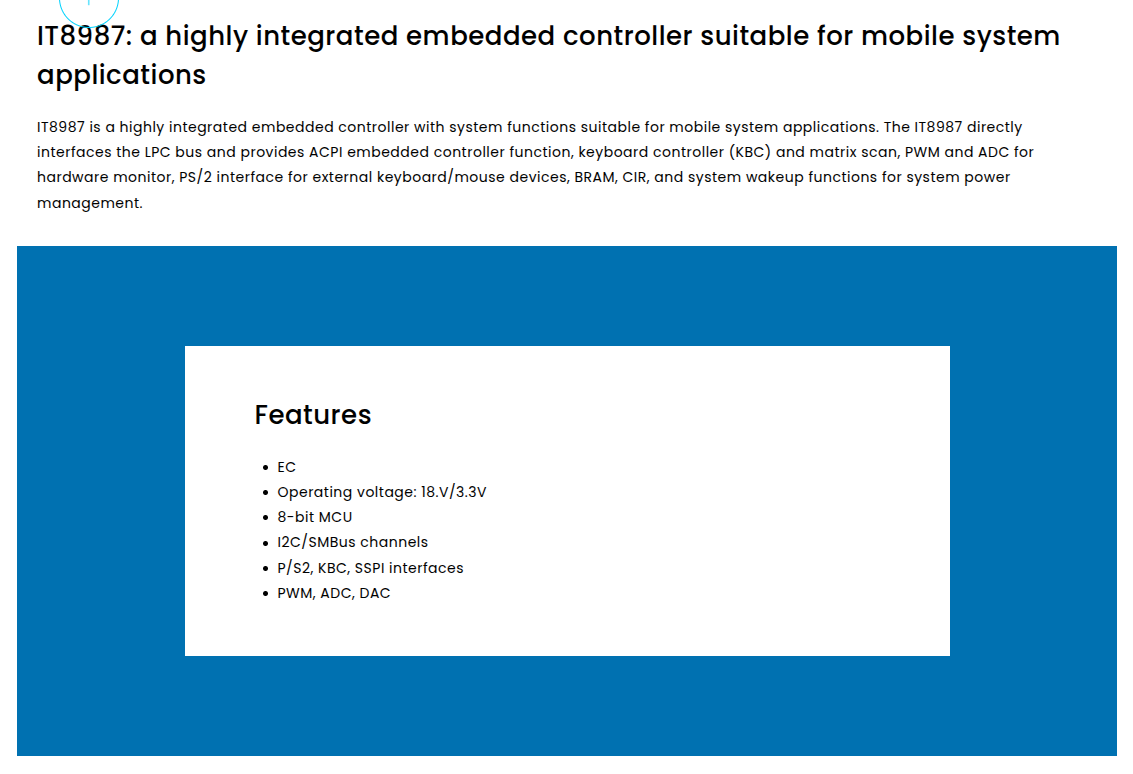 IT8987: a highly integrated embedded controller suitable for mobile system
applications
IT8987 is a highly integrated embedded controller with system functions suitable for mobile system applications. The IT8987 directly
interfaces the LPC bus and provides ACPI embedded controller function, keyboard controller (KBC) and matrix scan, PWM and ADC for
hardware monitor, PS/2 interface for external keyboard/mouse devices, BRAM, CIR, and system wakeup functions for system power
management.
Features
• EC
• Operating voltage: 18.V/3.3V
• 8-bit MCU
• I2C/SMBus channels
• P/S2, KBC, SSPI interfaces
• PWM, ADC, DAC